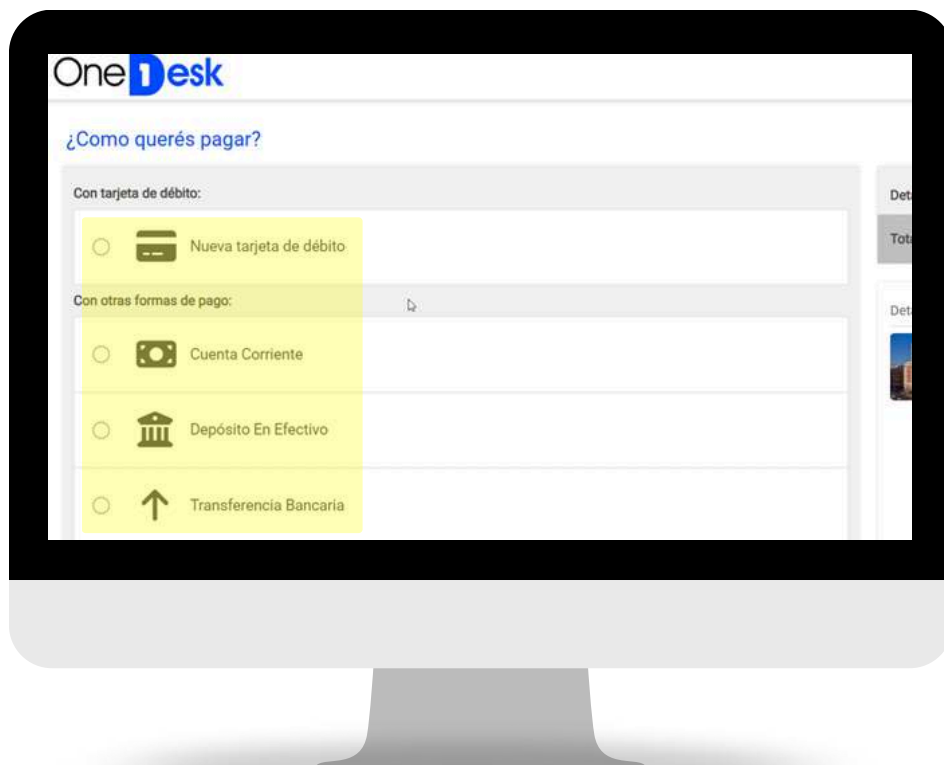 One1Desk
¿Como querés pagar?
Con tarjeta de débito:
Nueva tarjeta de débito
Con otras formas de pago:
Cuenta Corriente
Depósito En Efectivo
Transferencia Bancaria